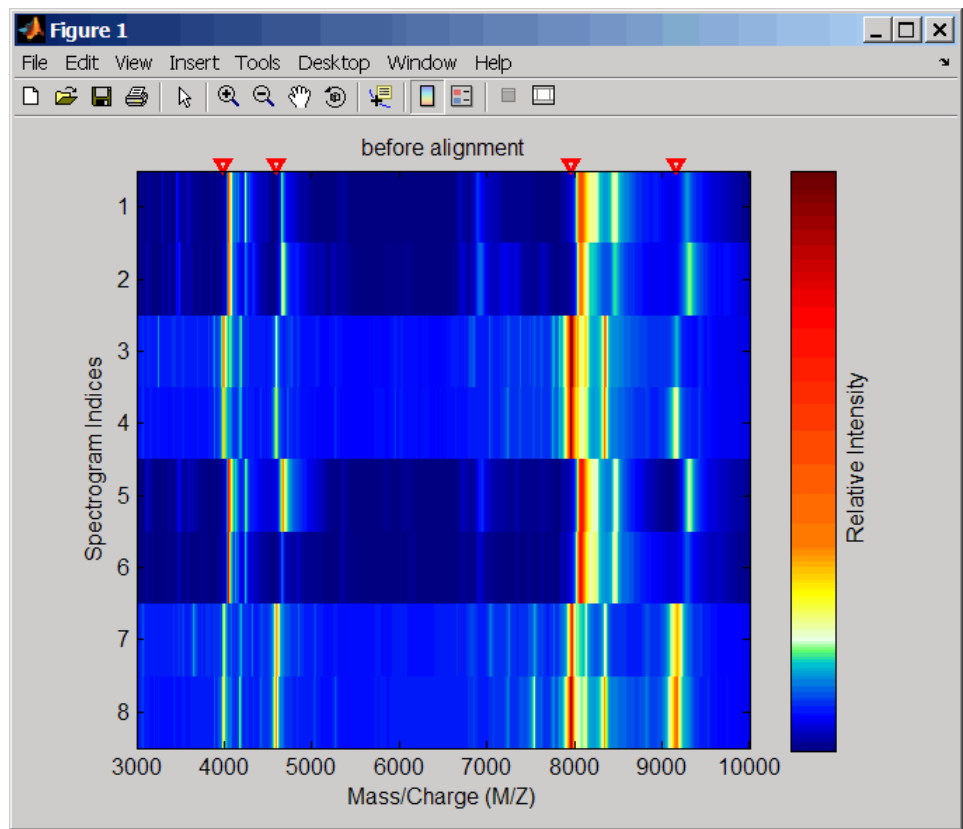 Figure 1
File Edit View Insert Tools Desktop Window Help
before alignment
1
2
3
4
5
6
7
8
Spectrogram Indices
Relative Intensity
3000 4000 5000 6000 7000 8000 9000 10000
Mass/Charge (M/Z)